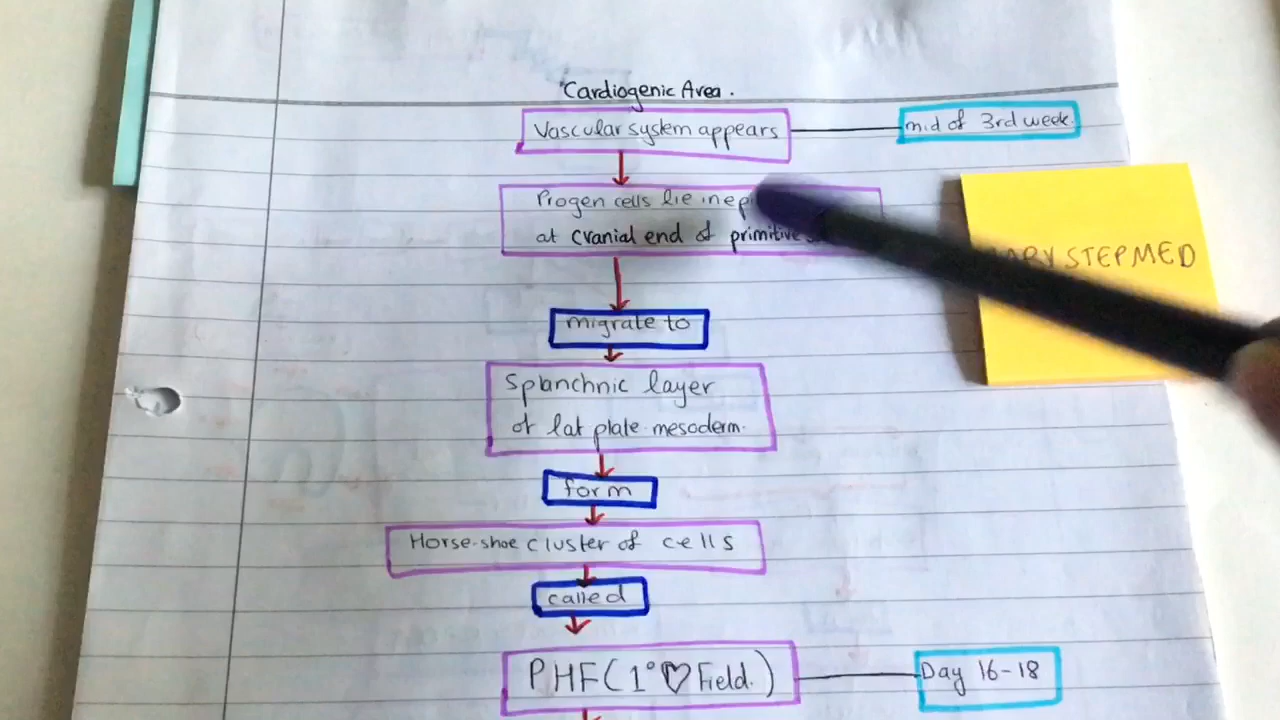 Cardiogenic Area.
Vascular system appears
mid of 3rd week.
Progen cells lie in
at cranial end of primitive
STEPMED
migrate to
Splanchnic layer
of lat plate mesoderm.
form
Horse-shoe cluster of cells
called
PHF (1° ♡ Field.)
Day 16-18